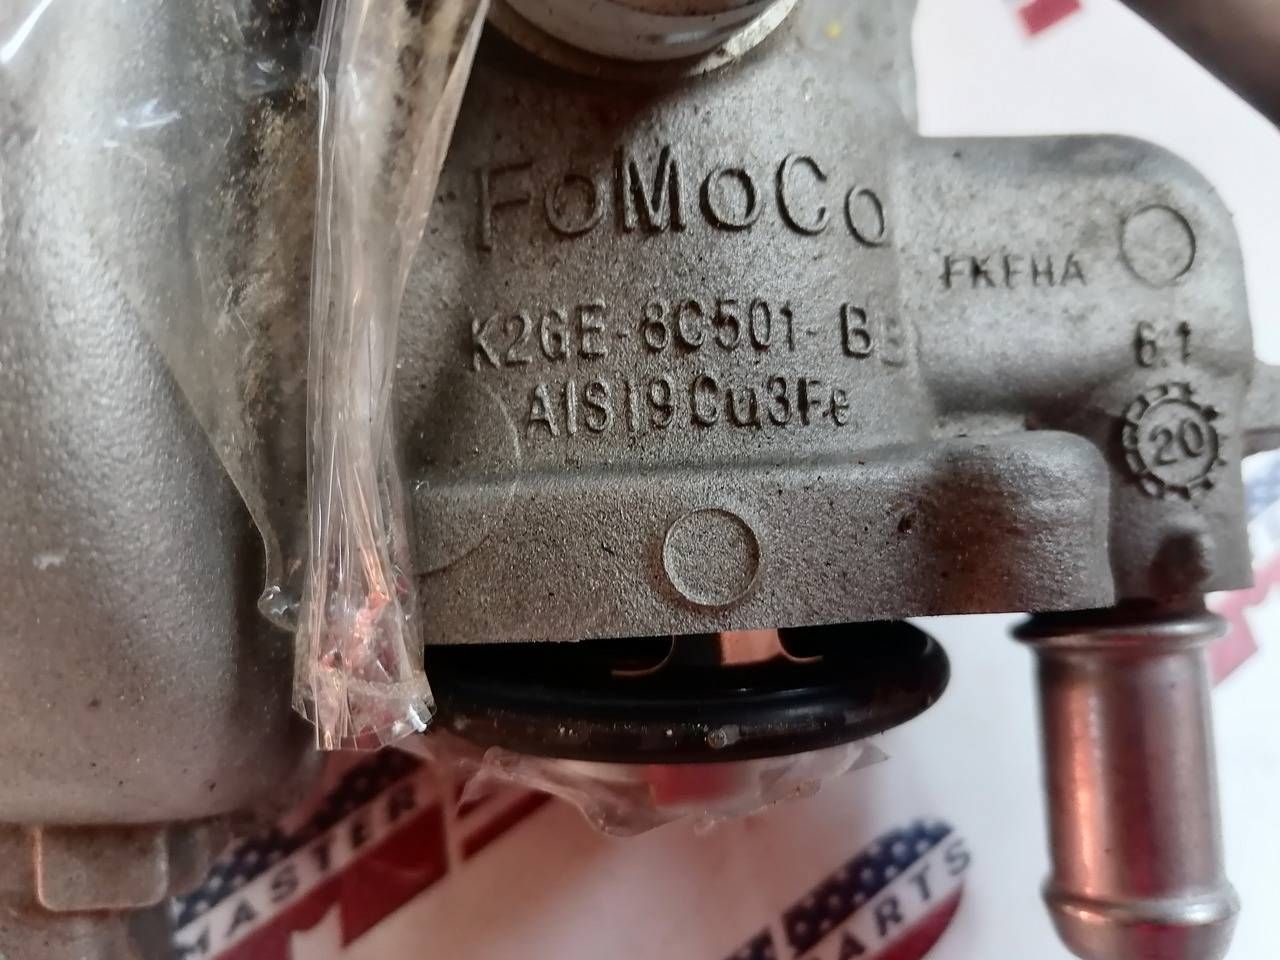 FoMoCo
FKFHA
K2GE-8C501-BB
6.1
AlSi9Cu3Fe
20
MASTER
PARTS